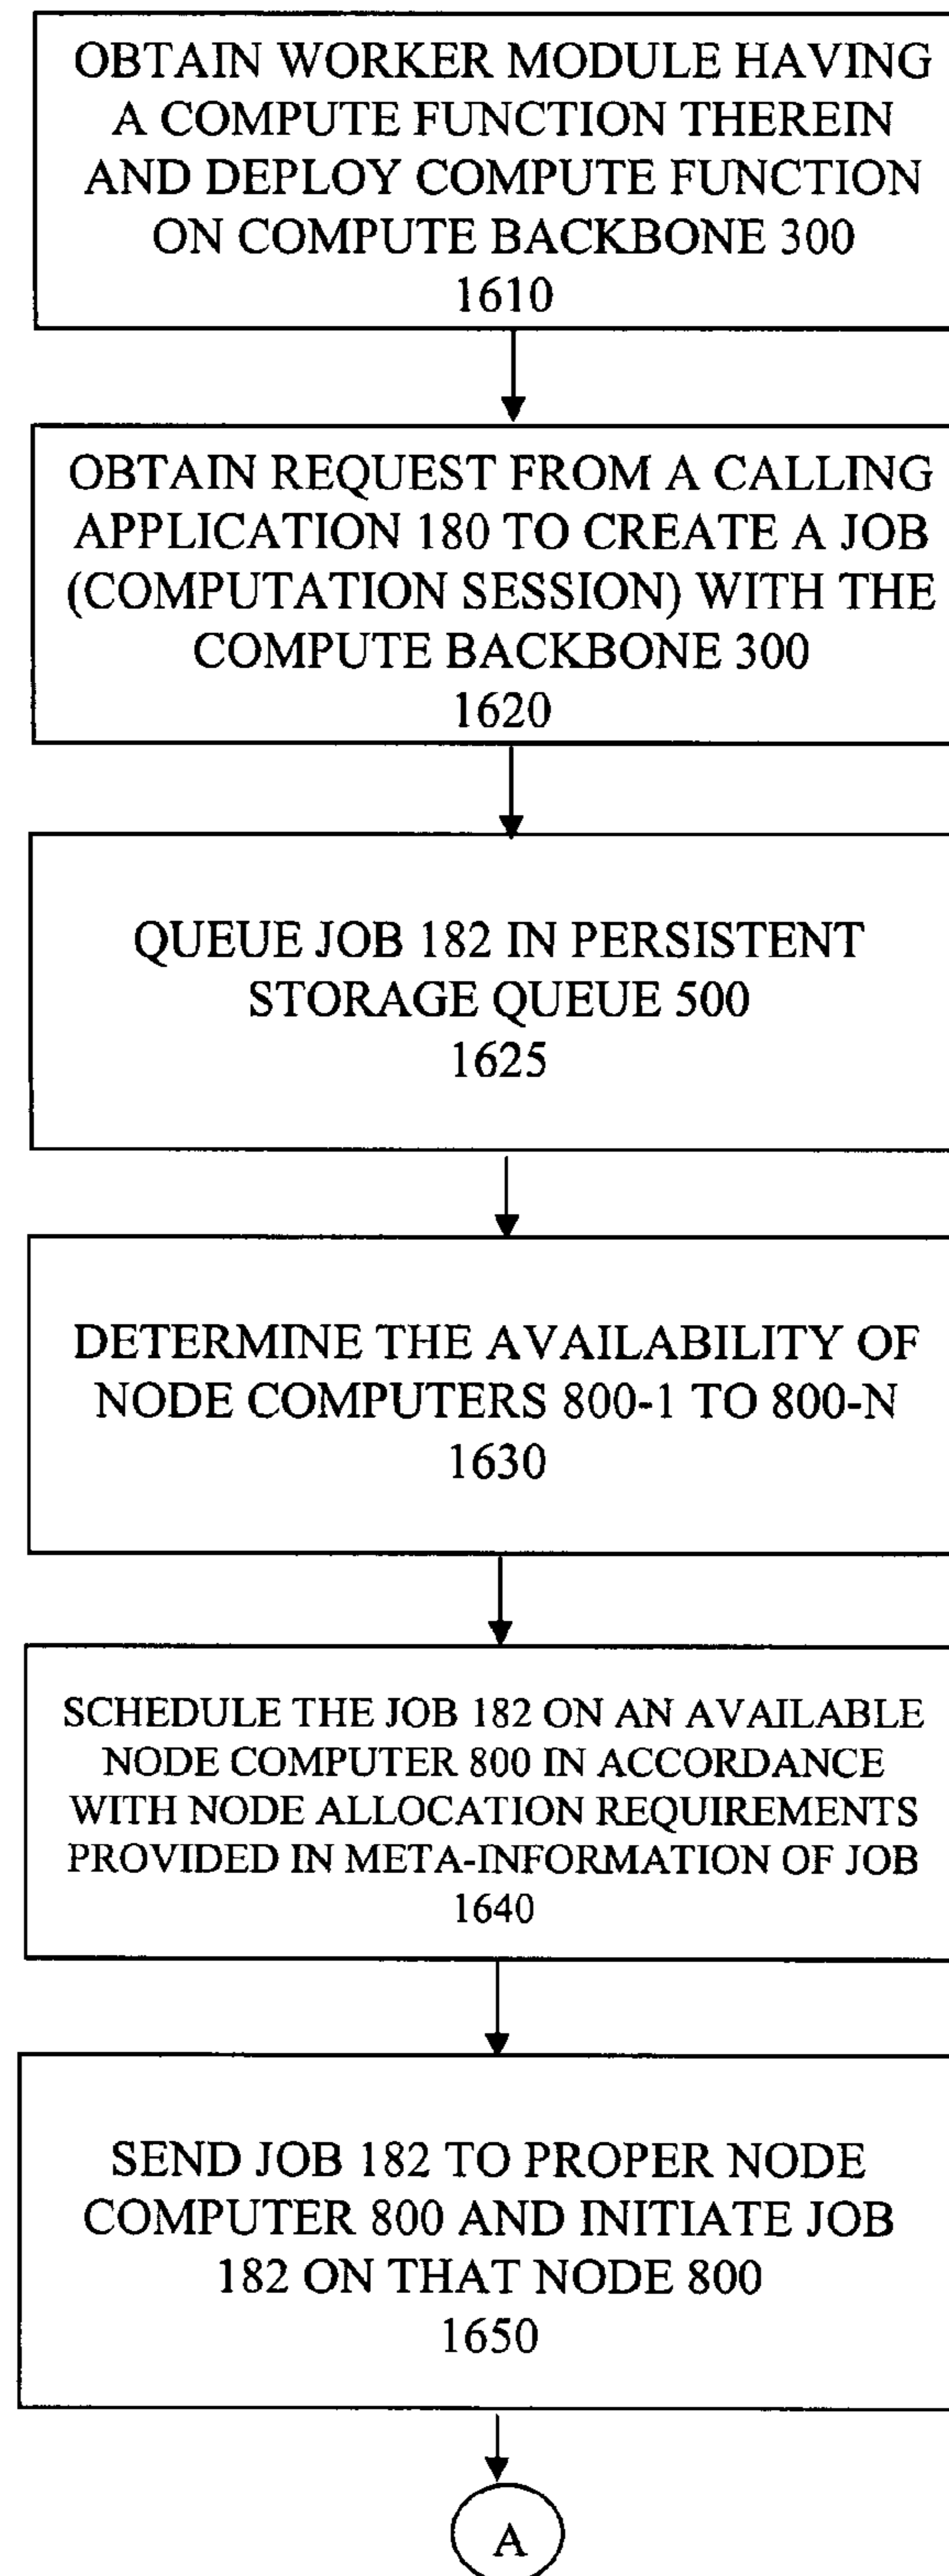 OBTAIN WORKER MODULE HAVING
A COMPUTE FUNCTION THEREIN
AND DEPLOY COMPUTE FUNCTION
ON COMPUTE BACKBONE 300
1610
OBTAIN REQUEST FROM A CALLING
APPLICATION 180 TO CREATE A JOB
(COMPUTATION SESSION) WITH THE
COMPUTE BACKBONE 300
1620
QUEUE JOB 182 IN PERSISTENT
STORAGE QUEUE 500
1625
DETERMINE THE AVAILABILITY OF
NODE COMPUTERS 800-1 TO 800-N
1630
SCHEDULE THE JOB 182 ON AN AVAILABLE
NODE COMPUTER 800 IN ACCORDANCE
WITH NODE ALLOCATION REQUIREMENTS
PROVIDED IN META-INFORMATION OF JOB
1640
SEND JOB 182 TO PROPER NODE
COMPUTER 800 AND INITIATE JOB
182 ON THAT NODE 800
1650
A